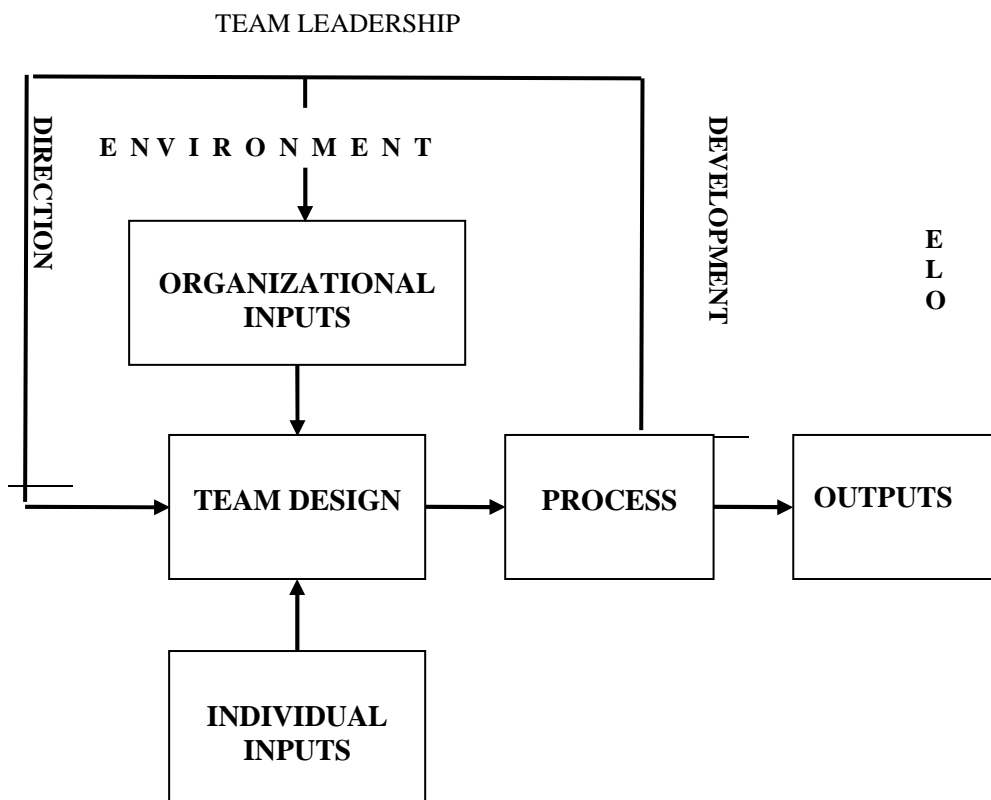 TEAM LEADERSHIP
DIRECTION
E N V I R O N M E N T
DEVELOPMENT
E
L
O
ORGANIZATIONAL
INPUTS
TEAM DESIGN
PROCESS
OUTPUTS
INDIVIDUAL
INPUTS